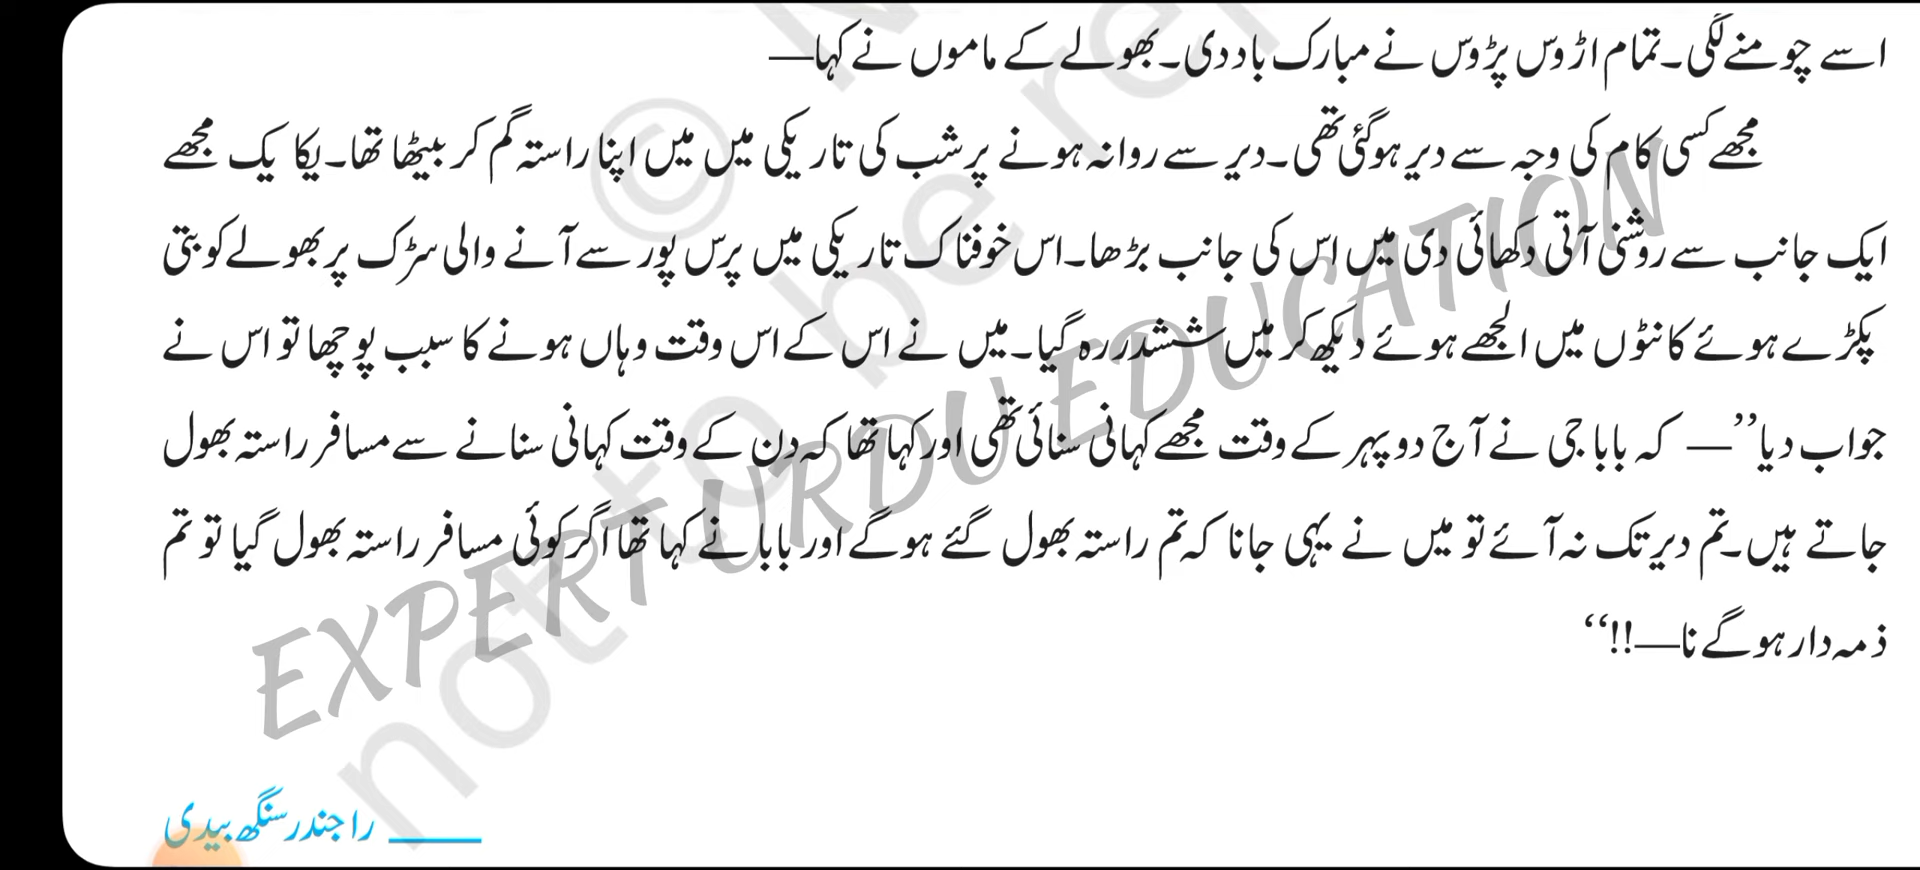 اسے چومنے لگی۔ تمام اڑوس پڑوس نے مبارک باد دی۔ بھولے کے ماموں نے کہا—
مجھے کسی کام کی وجہ سے دیر ہوگئی تھی۔ دیر سے روانہ ہونے پر شب کی تاریکی میں میں اپنا راستہ گم کر بیٹھا تھا۔ یکا یک مجھے
ایک جانب سے روشنی آتی دکھائی دی میں اس کی جانب بڑھا۔ اس خوفناک تاریکی میں پرس پور سے آنے والی سڑک پر بھولے کو بتی
پکڑے ہوئے کانٹوں میں الجھے ہوئے دیکھ کر میں ششدر رہ گیا۔ میں نے اس کے اس وقت وہاں ہونے کا سبب پوچھا تو اس نے
جواب دیا’’— کہ بابا جی نے آج دوپہر کے وقت مجھے کہانی سنائی تھی اور کہا تھا کہ دن کے وقت کہانی سنانے سے مسافر راستہ بھول
جاتے ہیں۔ تم دیر تک نہ آئے تو میں نے یہی جانا کہ تم راستہ بھول گئے ہوگے اور بابا نے کہا تھا اگر کوئی مسافر راستہ بھول گیا تو تم
ذمہ دار ہوگے نا—!!‘‘
راجندر سنگھ بیدی
EXPERT URDU EDUCATION
not to be re
©